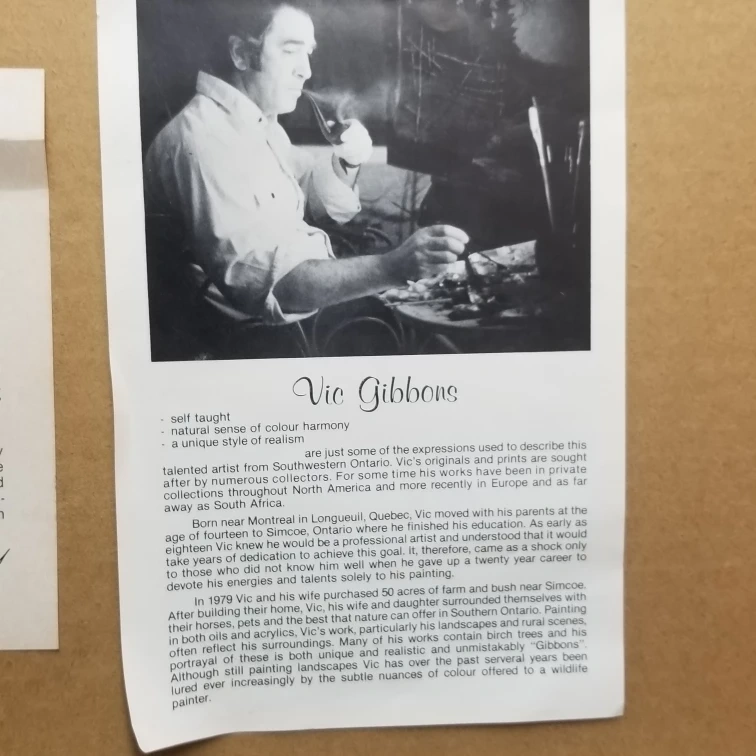 Vic Gibbons
- self taught
- natural sense of colour harmony
- a unique style of realism
are just some of the expressions used to describe this
talented artist from Southwestern Ontario. Vic's originals and prints are sought
after by numerous collectors. For some time his works have been in private
collections throughout North America and more recently in Europe and as far
away as South Africa.
Born near Montreal in Longueuil, Quebec, Vic moved with his parents at the
age of fourteen to Simcoe, Ontario where he finished his education. As early as
eighteen Vic knew he would be a professional artist and understood that it would
take years of dedication to achieve this goal. It, therefore, came as a shock only
to those who did not know him well when he gave up a twenty year career to
devote his energies and talents solely to his painting.
In 1979 Vic and his wife purchased 50 acres of farm and bush near Simcoe.
After building their home, Vic, his wife and daughter surrounded themselves with
their horses, pets and the best that nature can offer in Southern Ontario. Painting
in both oils and acrylics, Vic's work, particularly his landscapes and rural scenes,
often reflect his surroundings. Many of his works contain birch trees and his
portrayal of these is both unique and realistic and unmistakably "Gibbons".
Although still painting landscapes Vic has over the past serveral years been
lured ever increasingly by the subtle nuances of colour offered to a wildlife
painter.